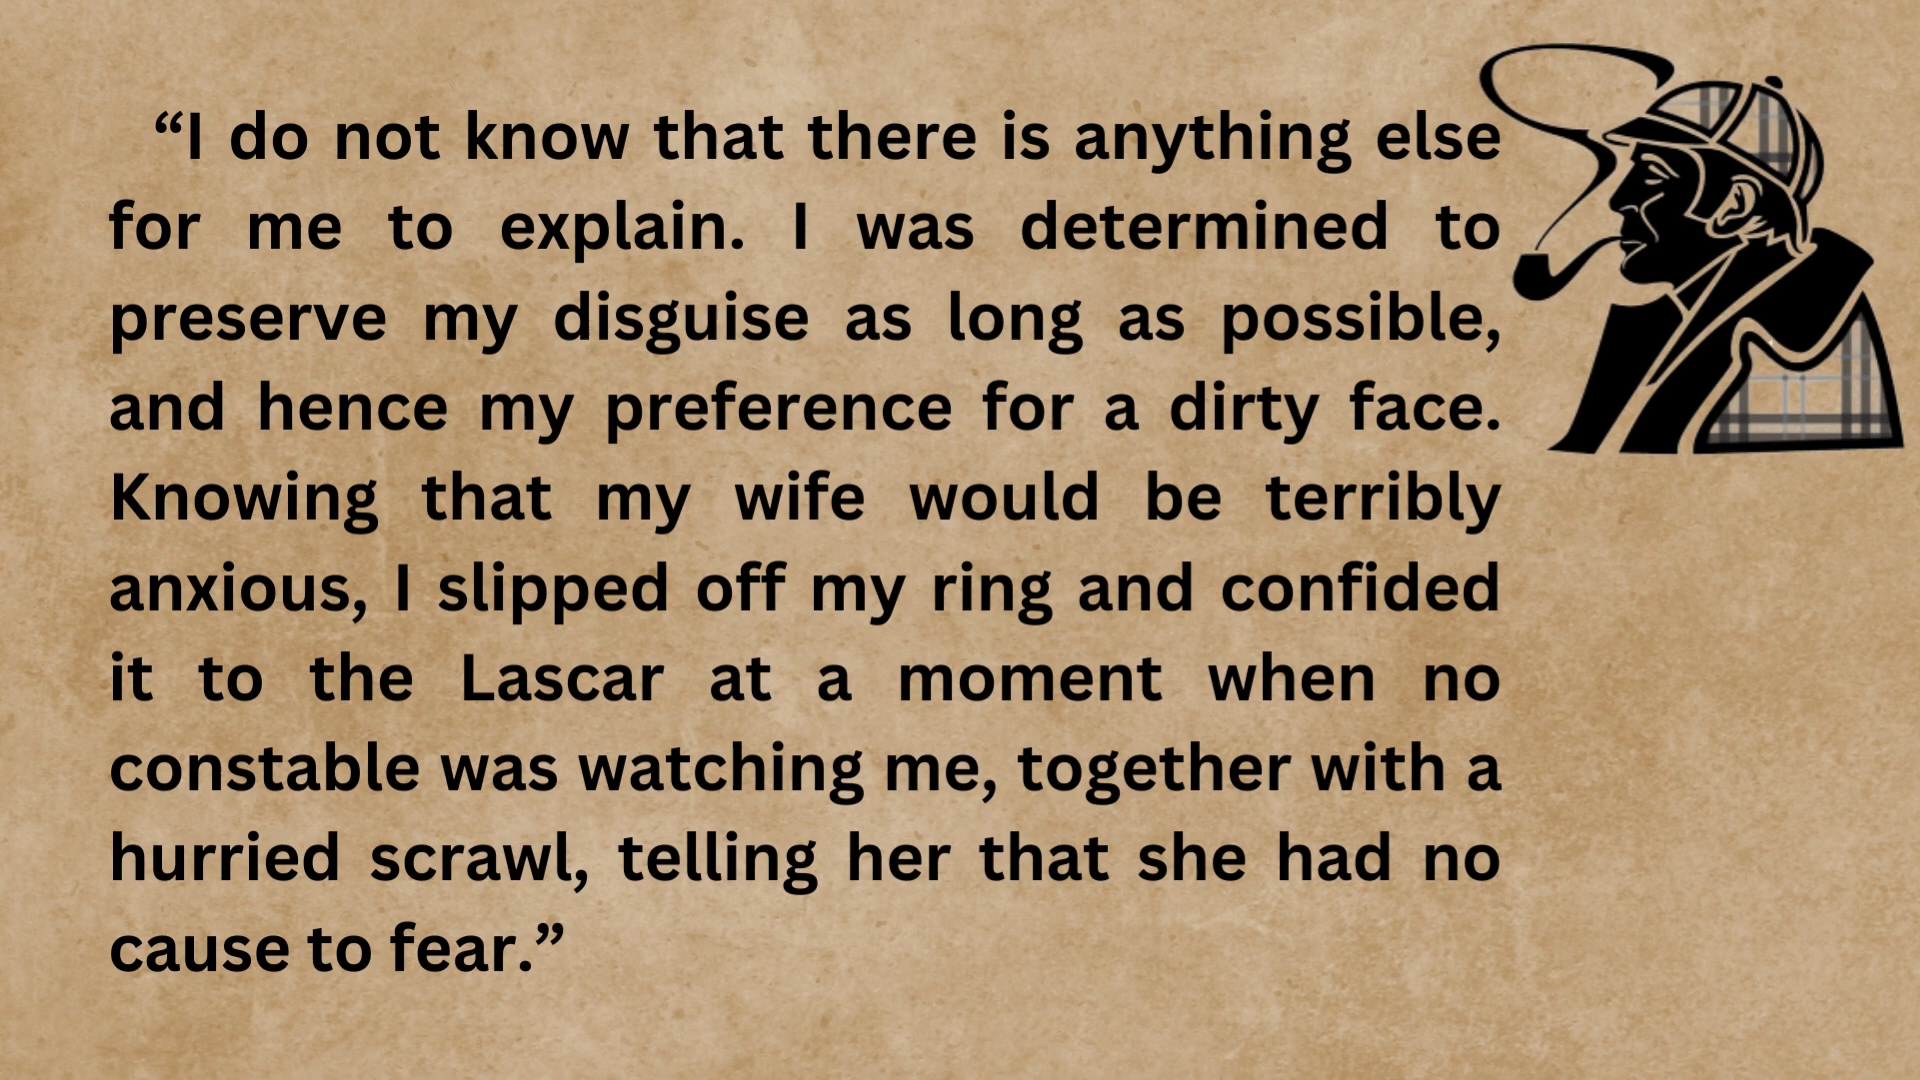 “I do not know that there is anything else
for me to explain. I was determined to
preserve my disguise as long as possible,
and hence my preference for a dirty face.
Knowing that my wife would be terribly
anxious, I slipped off my ring and confided
it to the Lascar at a moment when no
constable was watching me, together with a
hurried scrawl, telling her that she had no
cause to fear.”